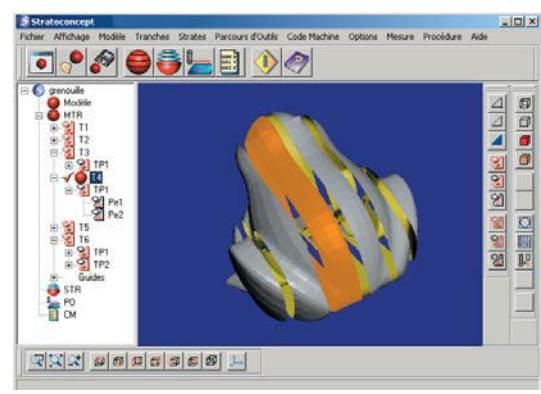 Stratoconcept
Fichier Affichage Modèle Tranches Strates Parcours d'Outils Code Machine Options Mesure Procédure Aide
grenouille
Modèle
MTR
T1
T2
T3
TP1
T4
TP1
Pe1
Pe2
T5
T6
TP1
TP2
Guides
STR
PO
CM